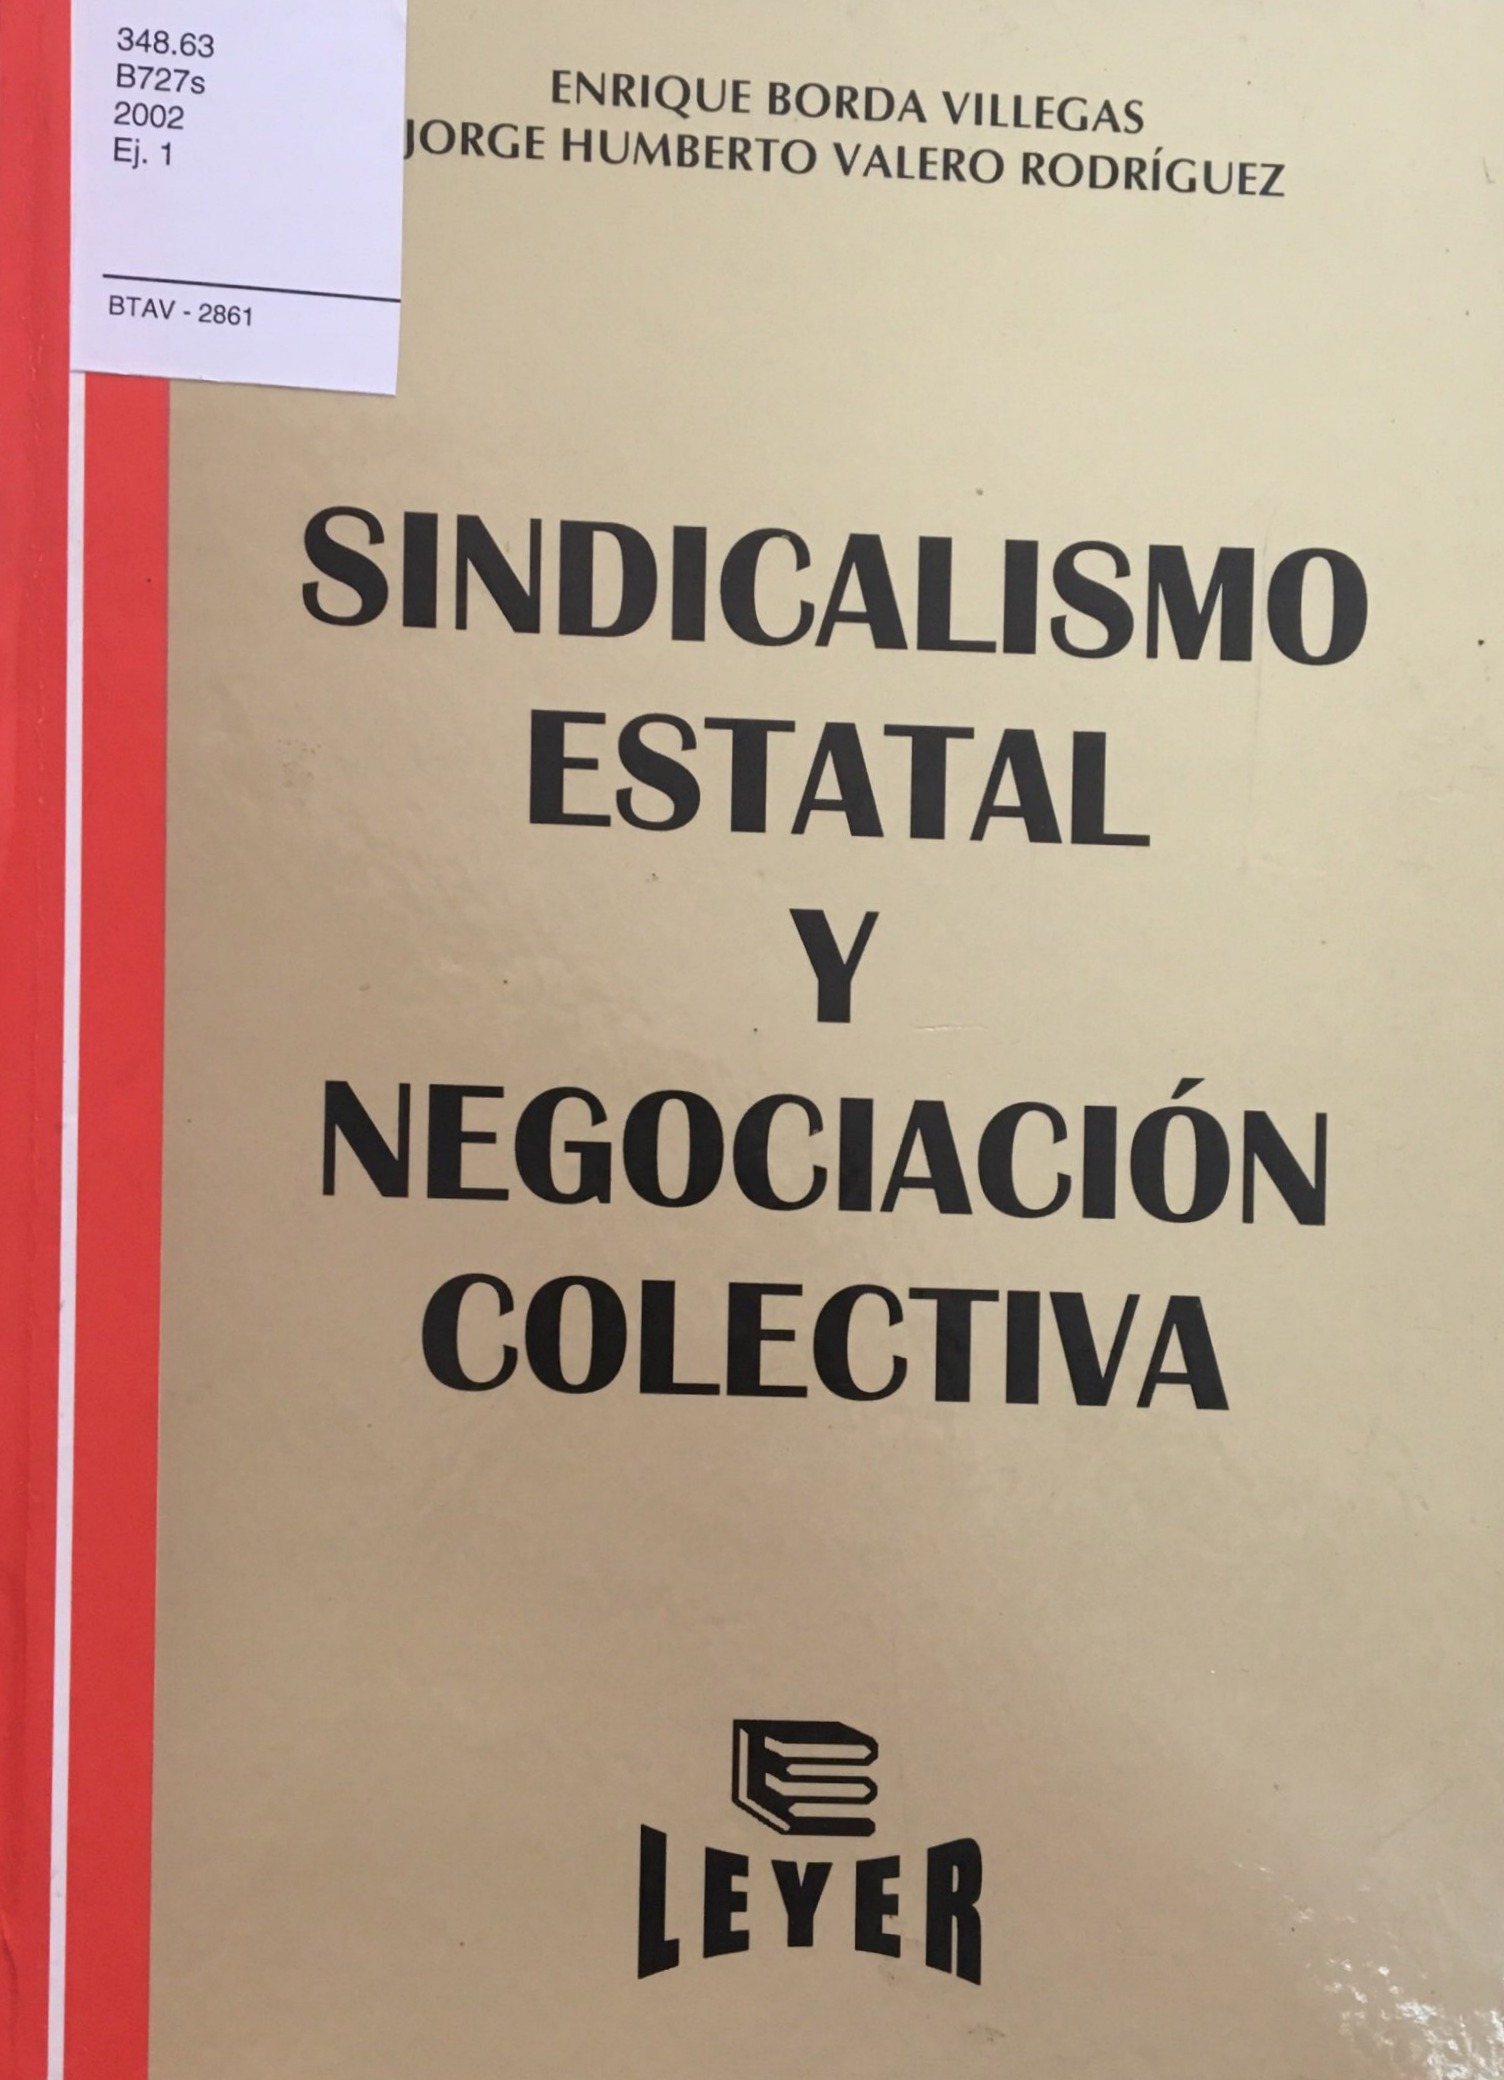 348.63
B727s
2002
Ej. 1
BTAV - 2861
ENRIQUE BORDA VILLEGAS
JORGE HUMBERTO VALERO RODRÍGUEZ
SINDICALISMO
ESTATAL
Y
NEGOCIACIÓN
COLECTIVA
LEYER